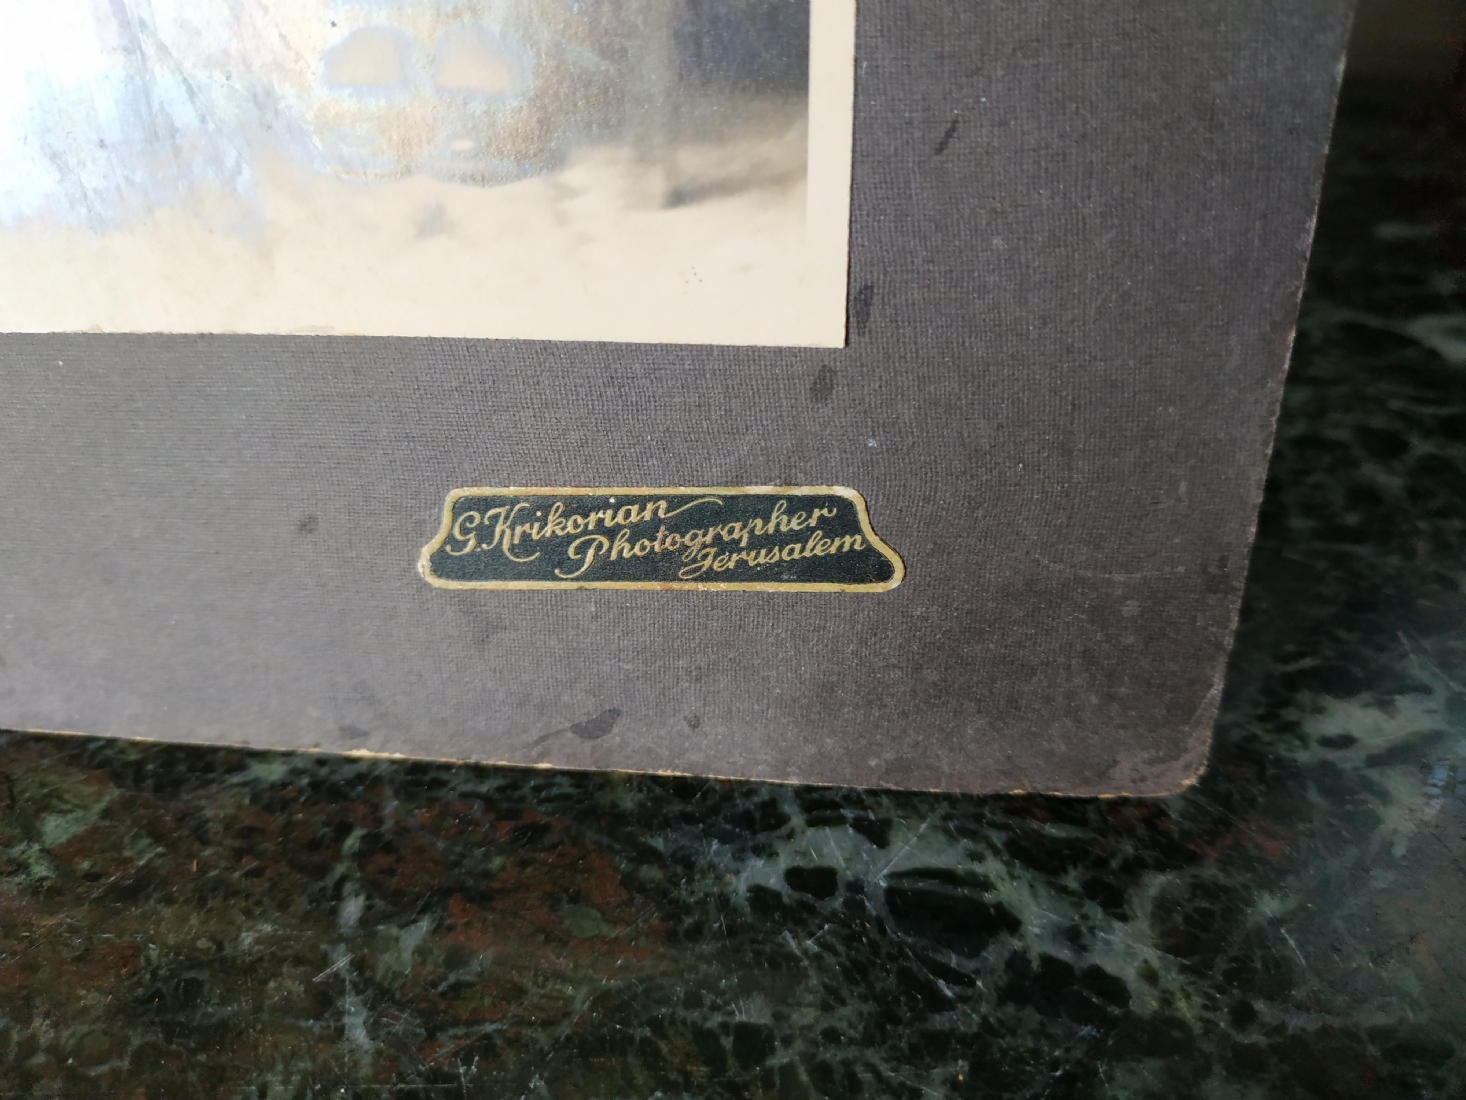 G. Krikorian
Photographer
Jerusalem